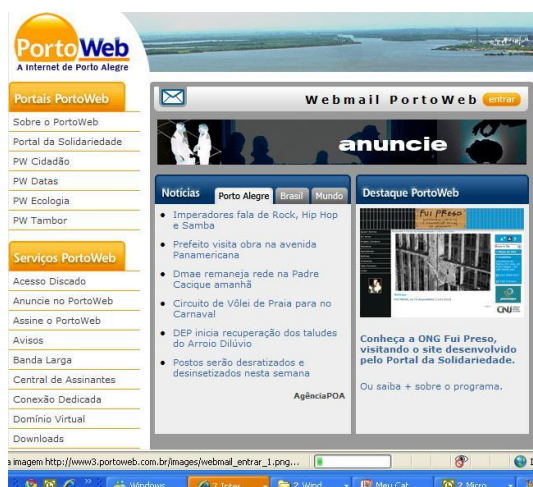 PortoWeb
A Internet de Porto Alegre
Portais PortoWeb
Sobre o PortoWeb
Portal da Solidariedade
PW Cidadão
PW Datas
PW Ecologia
PW Tambor
Serviços PortoWeb
Acesso Discado
Anuncie no PortoWeb
Assine o PortoWeb
Avisos
Banda Larga
Central de Assinantes
Conexão Dedicada
Domínio Virtual
Downloads
Webmail PortoWeb entrar
anuncie
Notícias Porto Alegre Brasil Mundo
Imperadores fala de Rock, Hip Hop
e Samba
Prefeito visita obra na avenida
Panamericana
Dmae remaneja rede na Padre
Cacique amanhã
Circuito de Vôlei de Praia para no
Carnaval
DEP inicia recuperação dos taludes
do Arroio Dilúvio
Postos serão desratizados e
desinsetizados nesta semana
AgênciaPOA
Destaque PortoWeb
FUI PRESO
CNJ
Conheça a ONG Fui Preso,
visitando o site desenvolvido
pelo Portal da Solidariedade.
Ou saiba + sobre o programa.
a imagem http://www3.portoweb.com.br/images/webmail_entrar_1.png...
Windows
7 Inter
2 Wind
Meu Cat
2 Micro